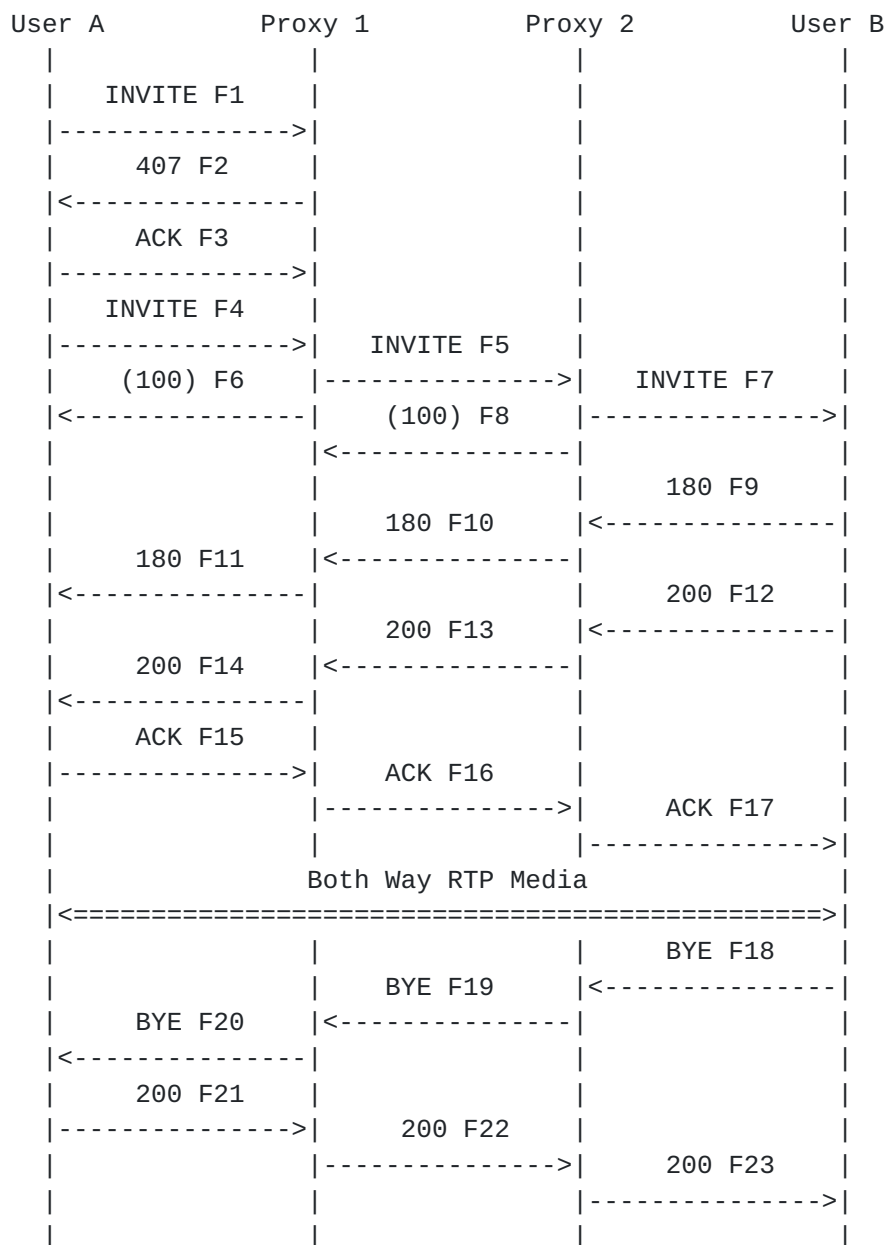 User A Proxy 1 Proxy 2 User B
INVITE F1
407 F2
ACK F3
INVITE F4
INVITE F5
(100) F6 INVITE F7
(100) F8
180 F9
180 F10
180 F11
200 F12
200 F13
200 F14
ACK F15
ACK F16
ACK F17
Both Way RTP Media
BYE F18
BYE F19
BYE F20
200 F21
200 F22
200 F23